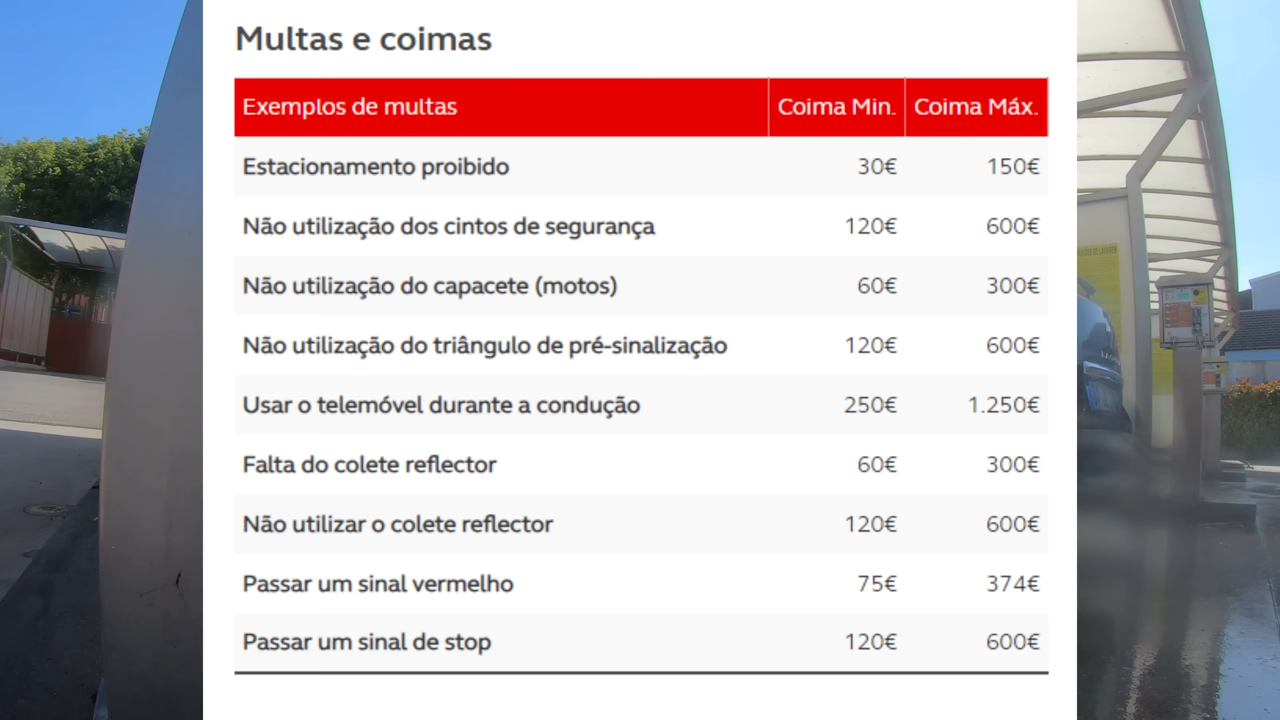 Multas e coimas
Exemplos de multas Coima Min. Coima Máx.
Estacionamento proibido 30€ 150€
Não utilização dos cintos de segurança 120€ 600€
Não utilização do capacete (motos) 60€ 300€
Não utilização do triângulo de pré-sinalização 120€ 600€
Usar o telemóvel durante a condução 250€ 1.250€
Falta do colete reflector 60€ 300€
Não utilizar o colete reflector 120€ 600€
Passar um sinal vermelho 75€ 374€
Passar um sinal de stop 120€ 600€